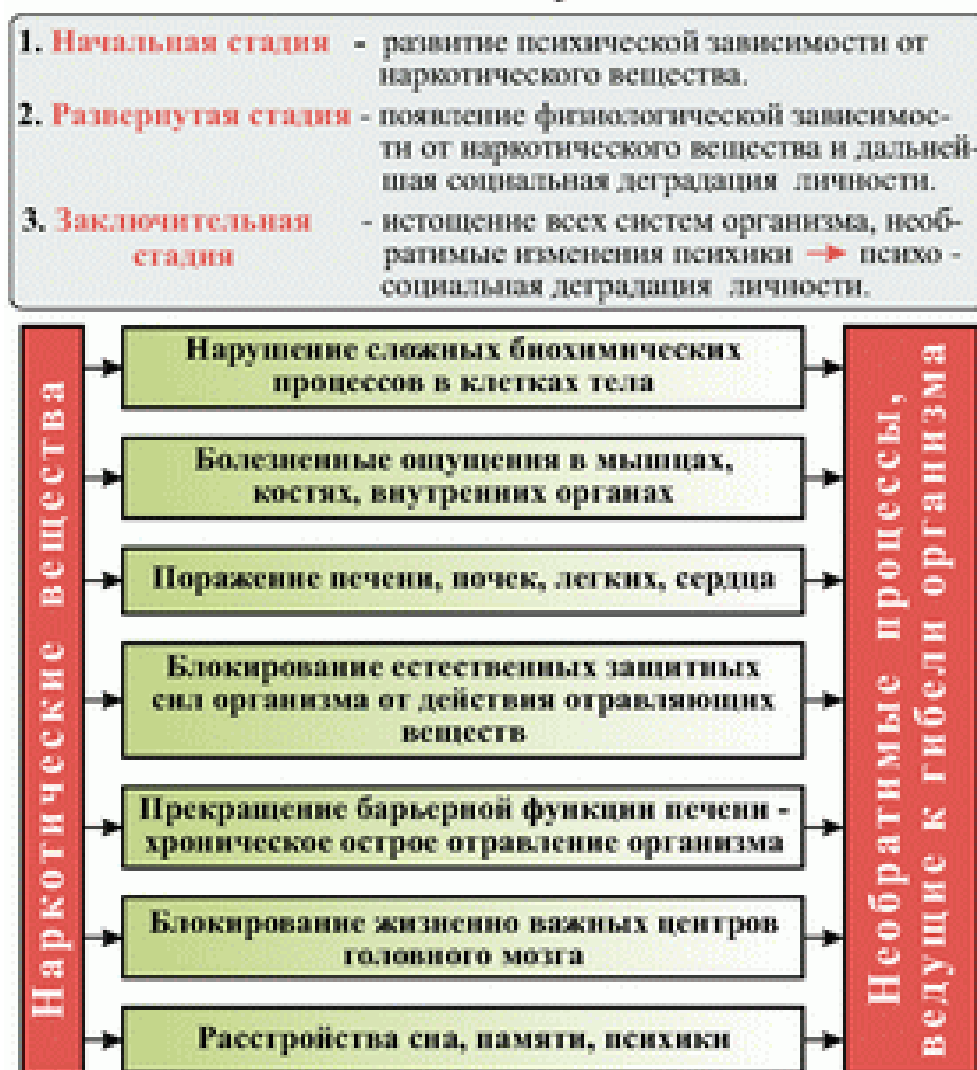 1. Начальная стадия - развитие психической зависимости от
наркотического вещества.
2. Развернутая стадия - появление физиологической зависимос-
ти от наркотического вещества и дальней-
шая социальная деградация личности.
3. Заключительная - истощение всех систем организма, необ-
стадия ратимые изменения психики → психо -
социальная деградация личности.
Наркотические вещества
Нарушение сложных биохимических
процессов в клетках тела
Болезненные ощущения в мышцах,
костях, внутренних органах
Поражение печени, почек, легких, сердца
Блокирование естественных защитных
сил организма от действия отравляющих
веществ
Прекращение барьерной функции печени -
хроническое острое отравление организма
Блокирование жизненно важных центров
головного мозга
Расстройства сна, памяти, психики
Необратимые процессы,
ведущие к гибели организма